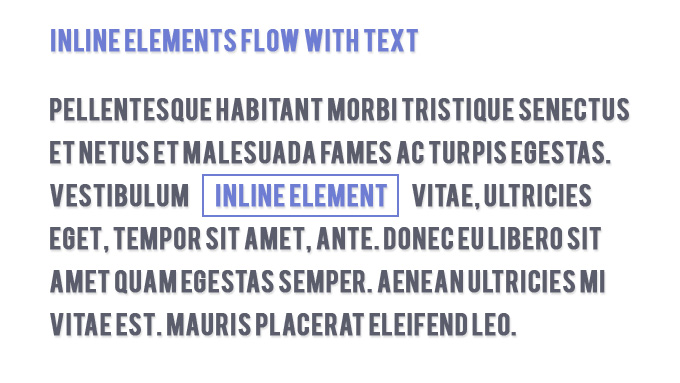 INLINE ELEMENTS FLOW WITH TEXT
PELLENTESQUE HABITANT MORBI TRISTIQUE SENECTUS
ET NETUS ET MALESUADA FAMES AC TURPIS EGESTAS.
VESTIBULUM INLINE ELEMENT VITAE, ULTRICIES
EGET, TEMPOR SIT AMET, ANTE. DONEC EU LIBERO SIT
AMET QUAM EGESTAS SEMPER. AENEAN ULTRICIES MI
VITAE EST. MAURIS PLACERAT ELEIFEND LEO.